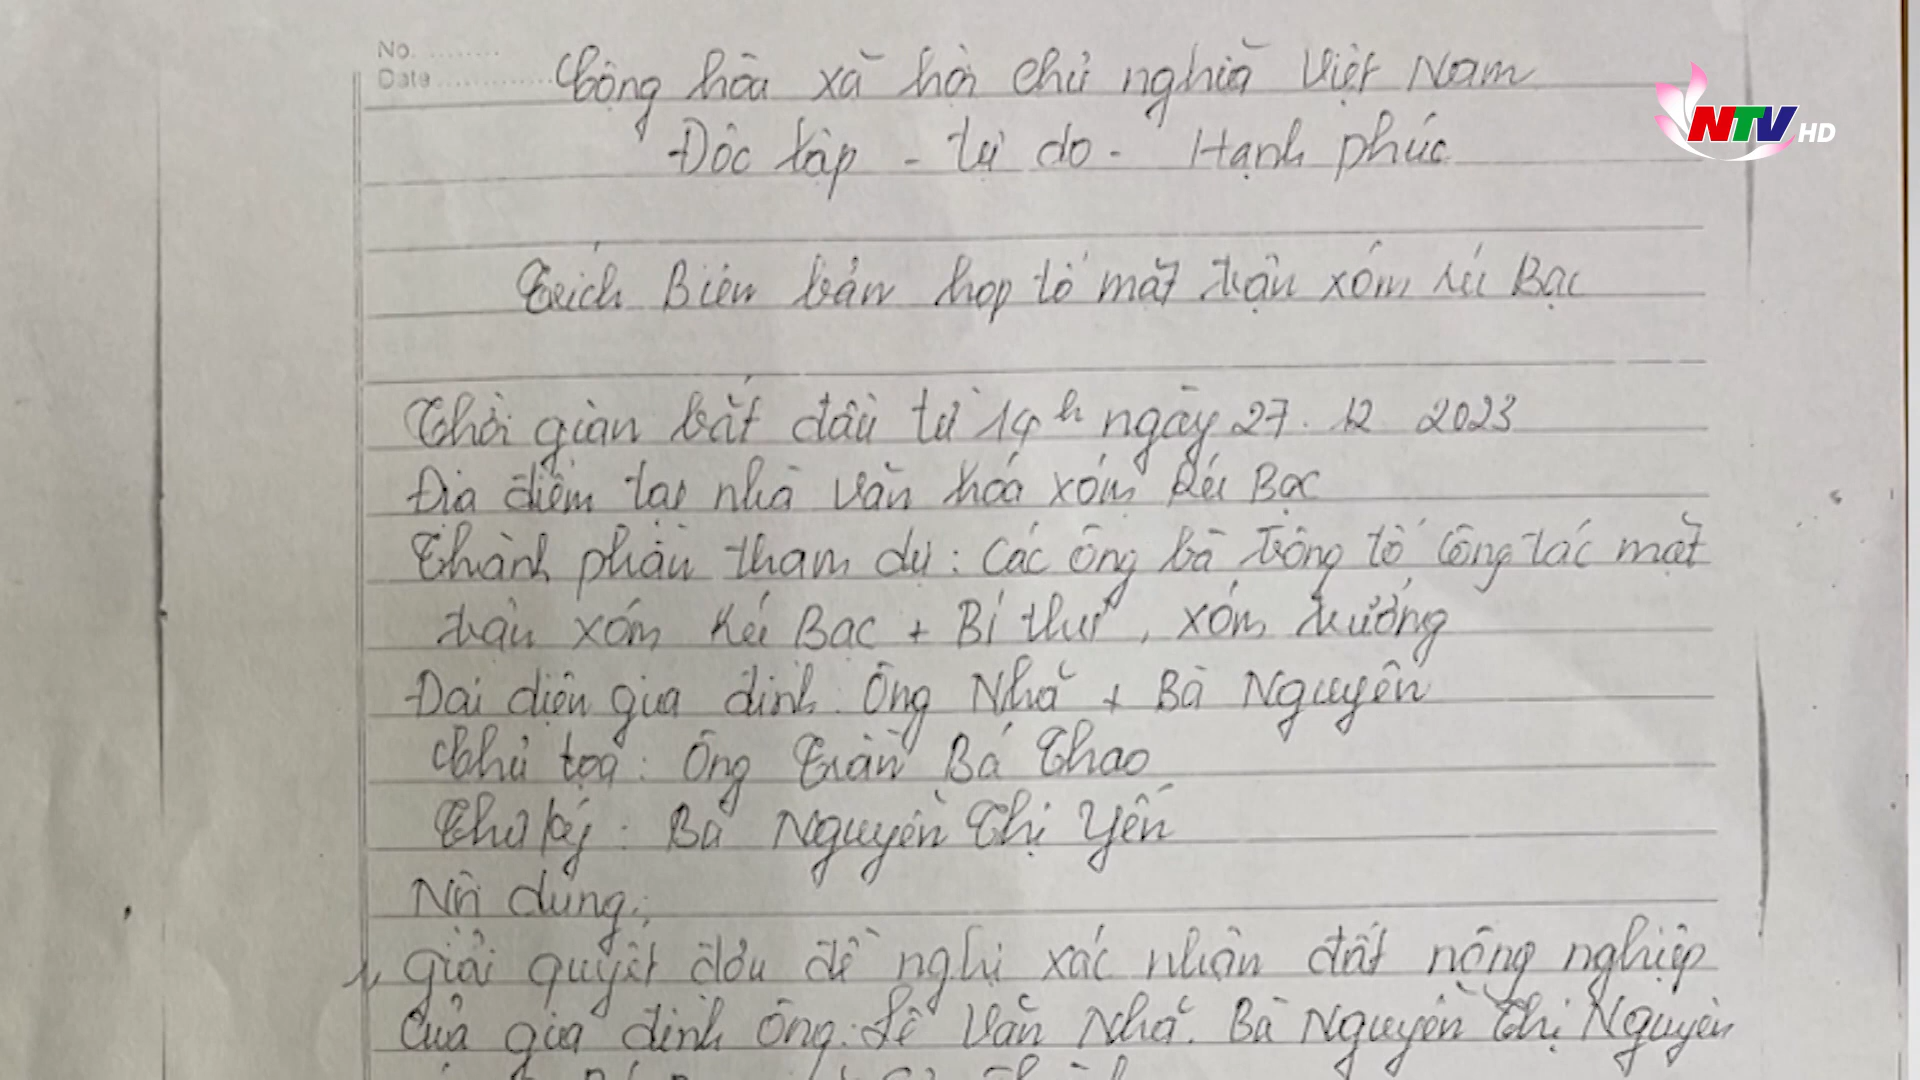 No. ........
Date ............
Cộng hòa xã hội chủ nghĩa Việt Nam
Độc lập - tự do - Hạnh phúc
NTV HD
Trích Biên bản họp tổ mặt trận xóm Kéi Bạc
Thời gian bắt đầu từ 14h ngày 27. 12 2023
Địa điểm tại nhà văn hóa xóm Kéi Bạc
Thành phần tham dự: Các ông bà trong tổ công tác mặt
trận xóm Kéi Bạc + Bí thư, xóm trưởng
Đại diện gia đình. Ông Nhã + Bà Nguyên
Chủ tọa: Ông Trần Bá Thao
Thư ký: Bà Nguyễn Thị Yến
Nội dung:
1, Giải quyết đơn đề nghị xác nhận đất nông nghiệp
Của gia đình ông: Lê Văn Nhã. Bà Nguyễn Thị Nguyên